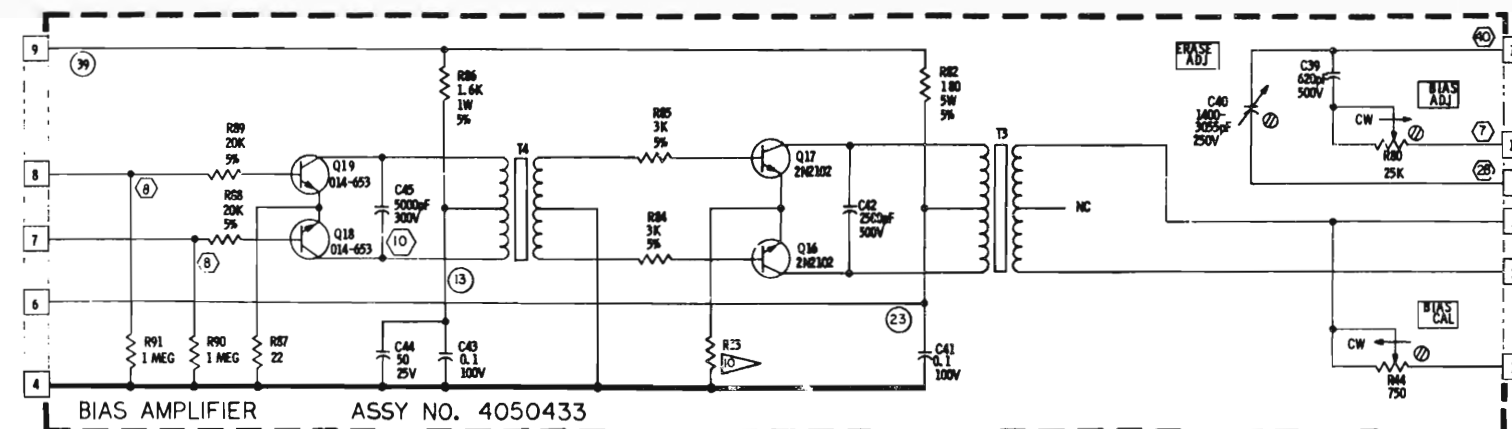 9
39
R86
1.6K
1W
5%
R82
180
5W
5%
ERASE
ADJ
C39
620pF
500V
40
BIAS
ADJ
C40
1400-
3055pF
250V
CW
7
R80
25K
28
R89
20K
5%
R85
3K
5%
T4
T3
Q19
014-653
Q17
2N2102
8
8
R88
20K
5%
C45
5000pF
300V
C42
2500pF
500V
NC
R84
3K
5%
7
8
Q18
014-653
10
Q16
2N2102
13
6
23
BIAS
CAL
R91
1 MEG
R90
1 MEG
R87
22
C44
50
25V
C43
0.1
100V
10
C41
0.1
100V
CW
R44
750
4
BIAS AMPLIFIER ASSY NO. 4050433